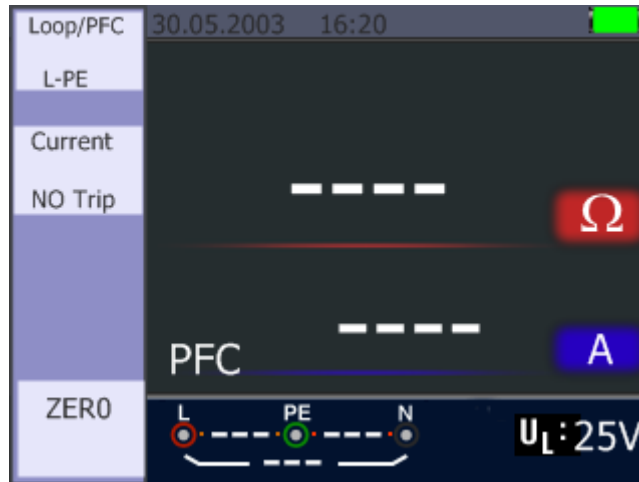 Loop/PFC
L-PE
Current
NO Trip
ZER0
30.05.2003 16:20
---- Ω
PFC ---- A
L PE N
--- ---
---
UL:25V